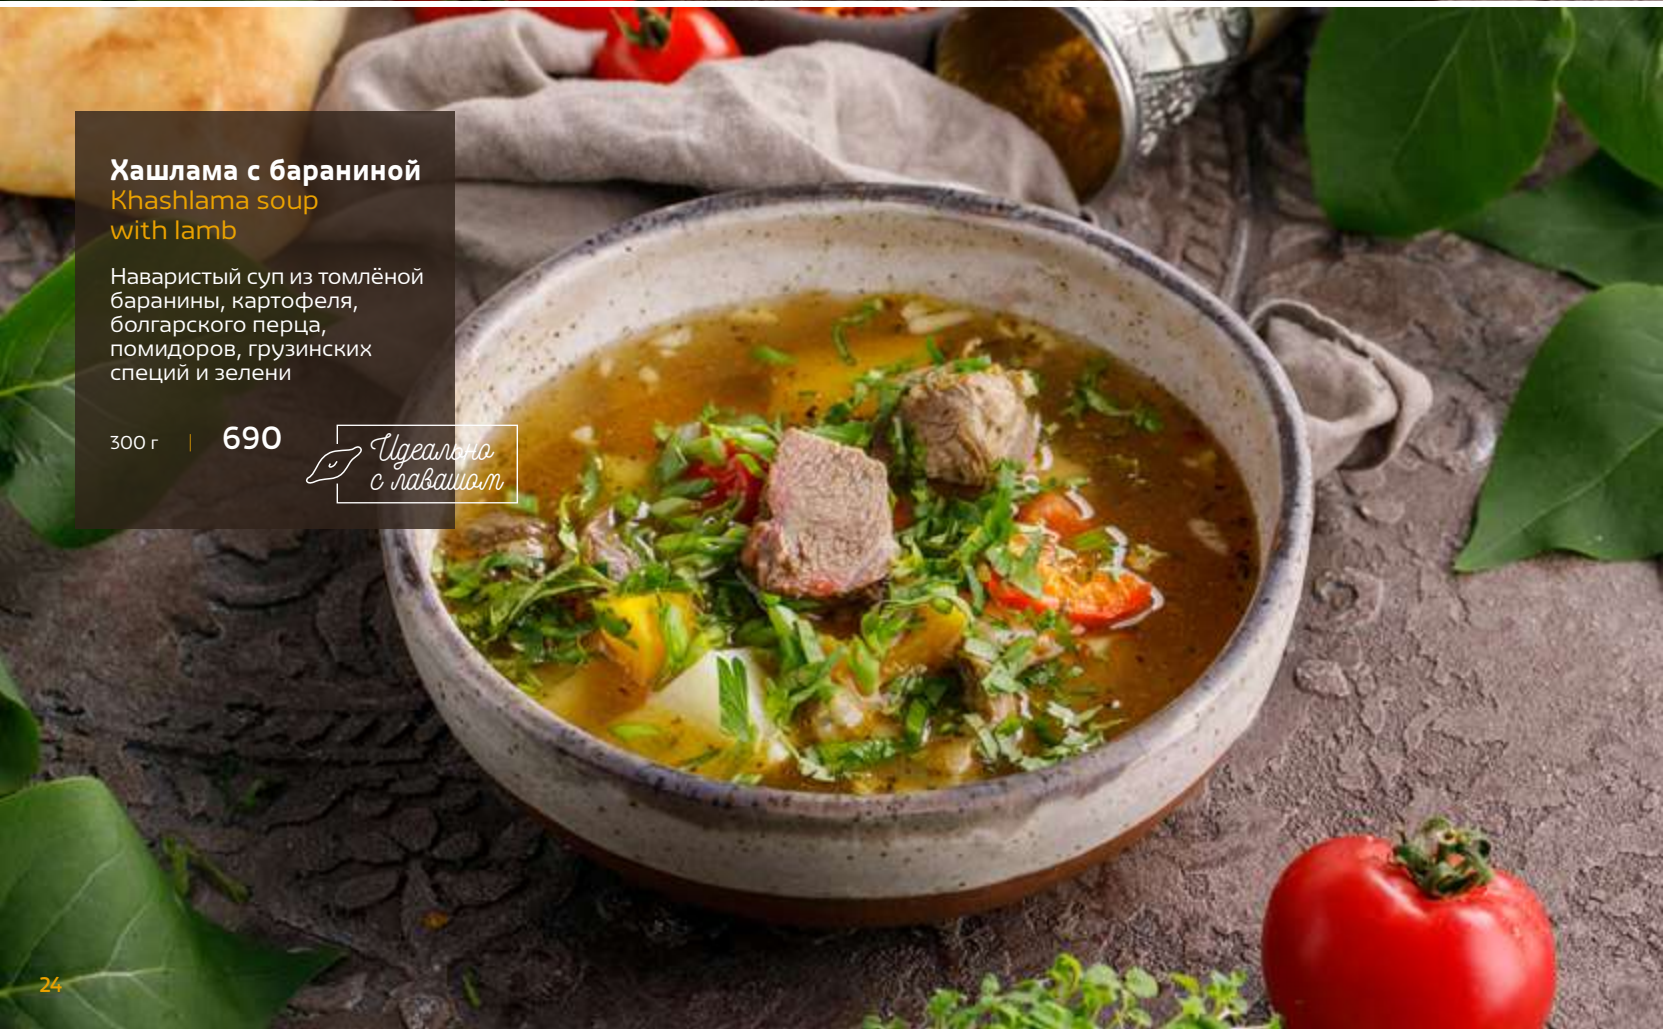 Хашлама с бараниной
Khashlama soup
with lamb
Наваристый суп из томлёной
баранины, картофеля,
болгарского перца,
помидоров, грузинских
специй и зелени
300 г | 690
Идеально
с лавашом
24